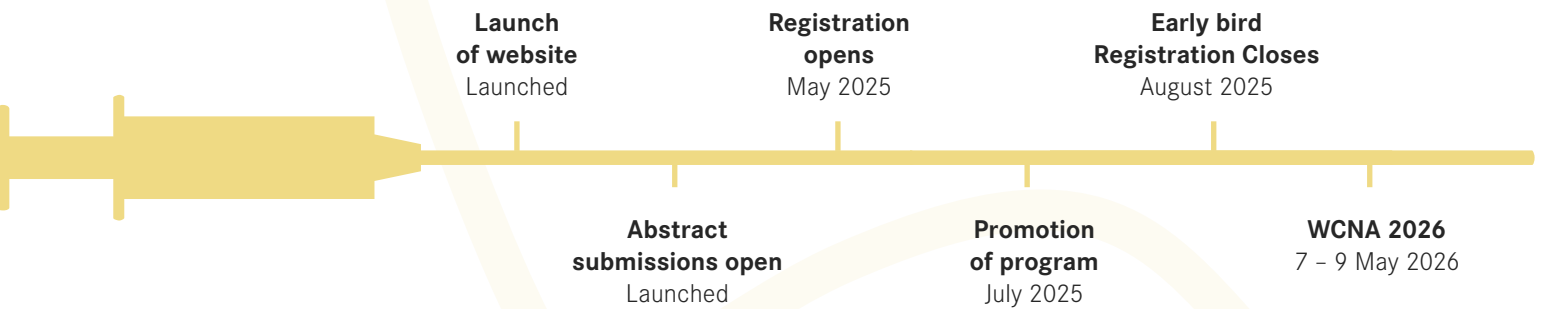 Launch
of website
Launched
Abstract
submissions open
Launched
Registration
opens
May 2025
Promotion
of program
July 2025
Early bird
Registration Closes
August 2025
WCNA 2026
7 – 9 May 2026